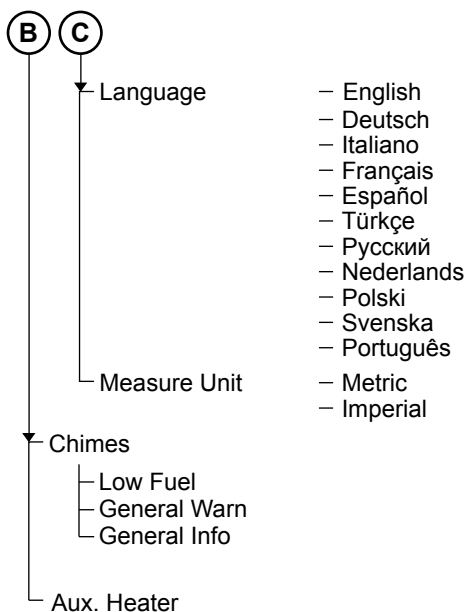 B C
Language – English
– Deutsch
– Italiano
– Français
– Español
– Türkçe
– Русский
– Nederlands
– Polski
– Svenska
– Português
Measure Unit – Metric
– Imperial
Chimes
Low Fuel
General Warn
General Info
Aux. Heater